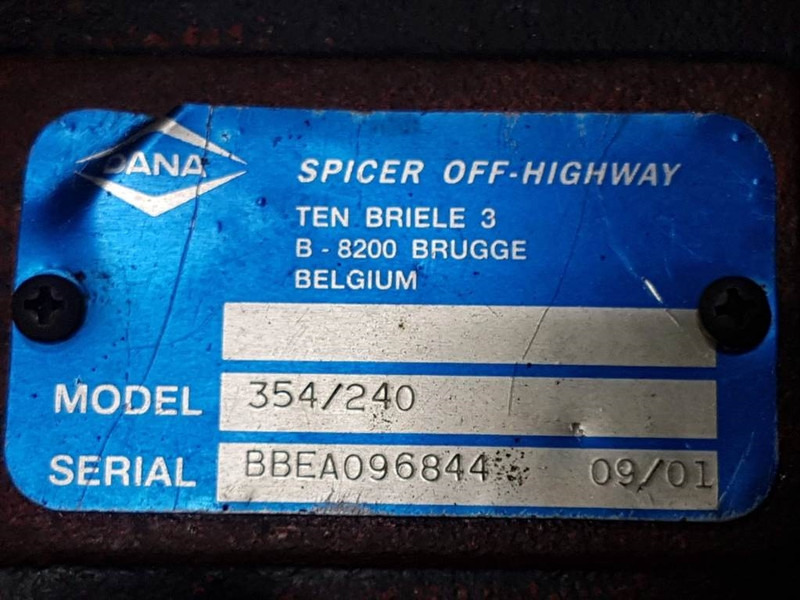 DANA
SPICER OFF-HIGHWAY
TEN BRIELE 3
B - 8200 BRUGGE
BELGIUM
MODEL 354/240
SERIAL BBEA096844 09/01